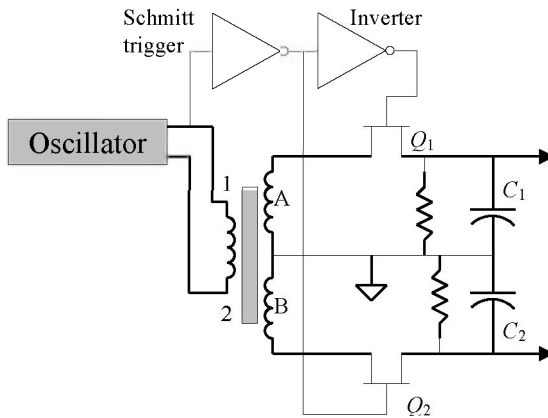 Schmitt
trigger
Inverter
Oscillator
Q1
1
A
C1
2
B
C2
Q2